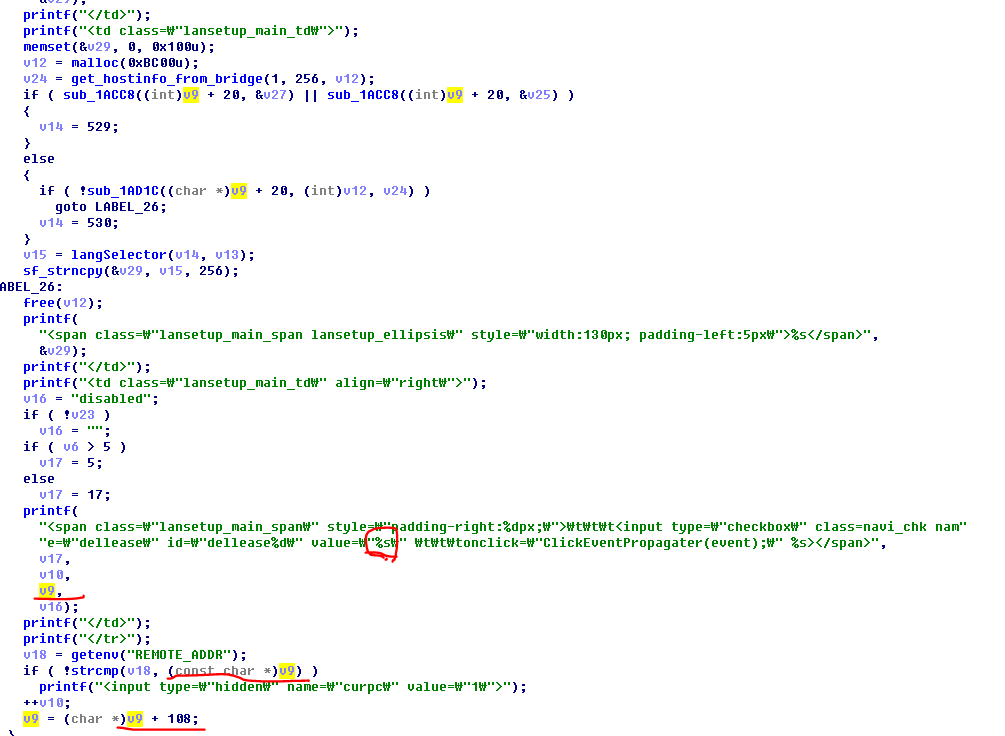 &v29);
printf("</td>");
printf("<td class=₩"lansetup_main_td₩">");
memset(&v29, 0, 0x100u);
v12 = malloc(0xBC00u);
v24 = get_hostinfo_from_bridge(1, 256, v12);
if ( sub_1ACC8((int)v9 + 20, &v27) || sub_1ACC8((int)v9 + 20, &v25) )
{
v14 = 529;
}
else
{
if ( !sub_1AD1C((char *)v9 + 20, (int)v12, v24) )
goto LABEL_26;
v14 = 530;
}
v15 = langSelector(v14, v13);
sf_strncpy(&v29, v15, 256);
ABEL_26:
free(v12);
printf(
"<span class=₩"lansetup_main_span lansetup_ellipsis₩" style=₩"width:130px; padding-left:5px₩">%s</span>",
&v29);
printf("</td>");
printf("<td class=₩"lansetup_main_td₩" align=₩"right₩">");
v16 = "disabled";
if ( !v23 )
v16 = "";
if ( v6 > 5 )
v17 = 5;
else
v17 = 17;
printf(
"<span class=₩"lansetup_main_span₩" style=₩"padding-right:%dpx;₩">₩t₩t₩t<input type=₩"checkbox₩" class=navi_chk nam"
"e=₩"dellease₩" id=₩"dellease%d₩" value=₩"%s₩" ₩t₩t₩tonclick=₩"ClickEventPropagater(event);₩" %s></span>",
v17,
v10,
v9,
v16);
printf("</td>");
printf("</tr>");
v18 = getenv("REMOTE_ADDR");
if ( !strcmp(v18, (const char *)v9) )
printf("<input type=₩"hidden₩" name=₩"curpc₩" value=₩"1₩">");
++v10;
v9 = (char *)v9 + 108;
}